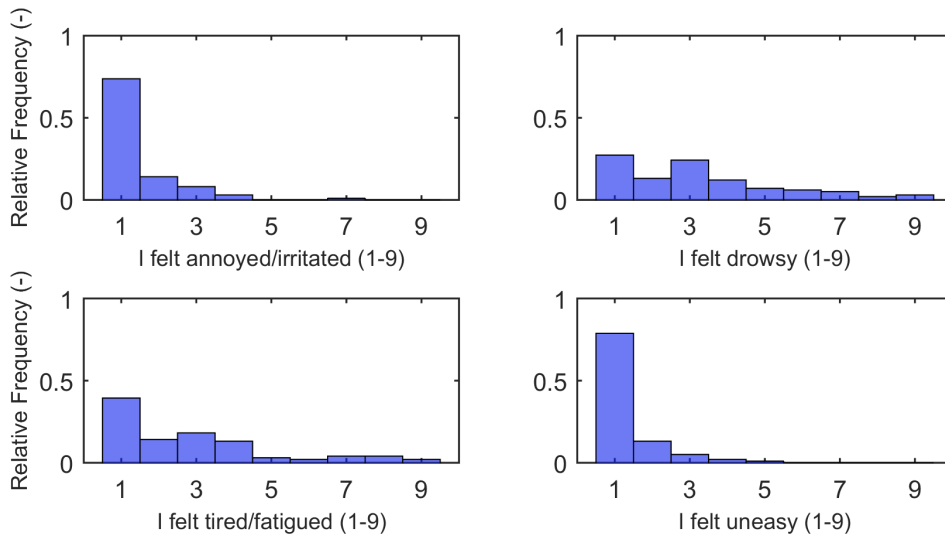 Relative Frequency (-)
1
0.5
0
1 3 5 7 9
I felt annoyed/irritated (1-9)
1
0.5
0
1 3 5 7 9
I felt drowsy (1-9)
Relative Frequency (-)
1
0.5
0
1 3 5 7 9
I felt tired/fatigued (1-9)
1
0.5
0
1 3 5 7 9
I felt uneasy (1-9)